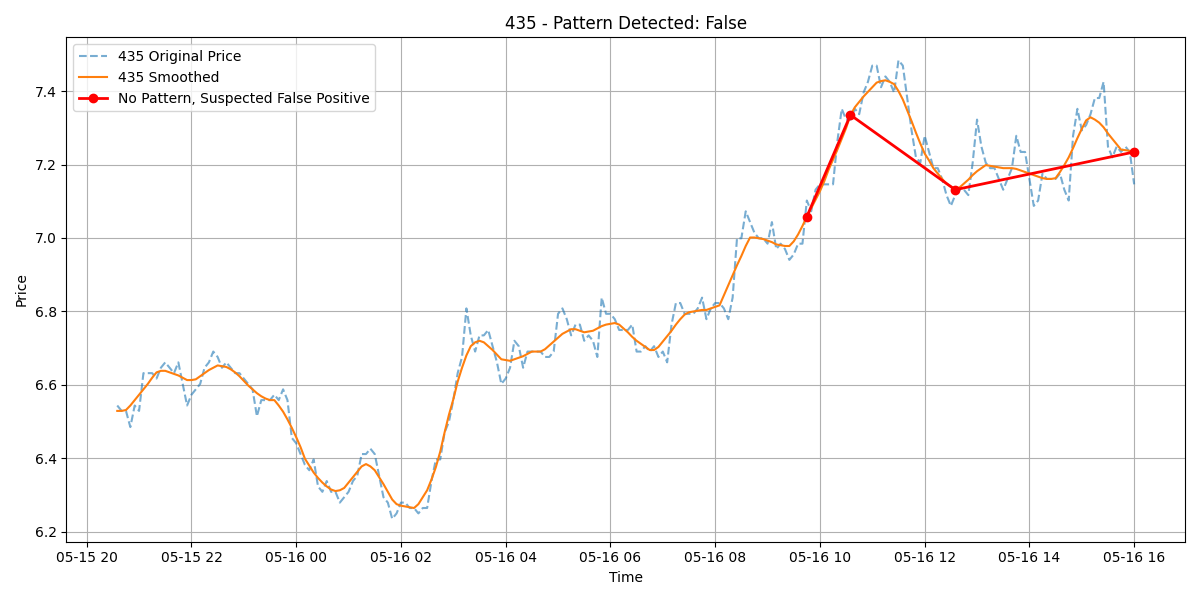 435 - Pattern Detected: False
435 Original Price
435 Smoothed
No Pattern, Suspected False Positive
Price
7.4
7.2
7.0
6.8
6.6
6.4
6.2
05-15 20 05-15 22 05-16 00 05-16 02 05-16 04 05-16 06 05-16 08 05-16 10 05-16 12 05-16 14 05-16 16
Time